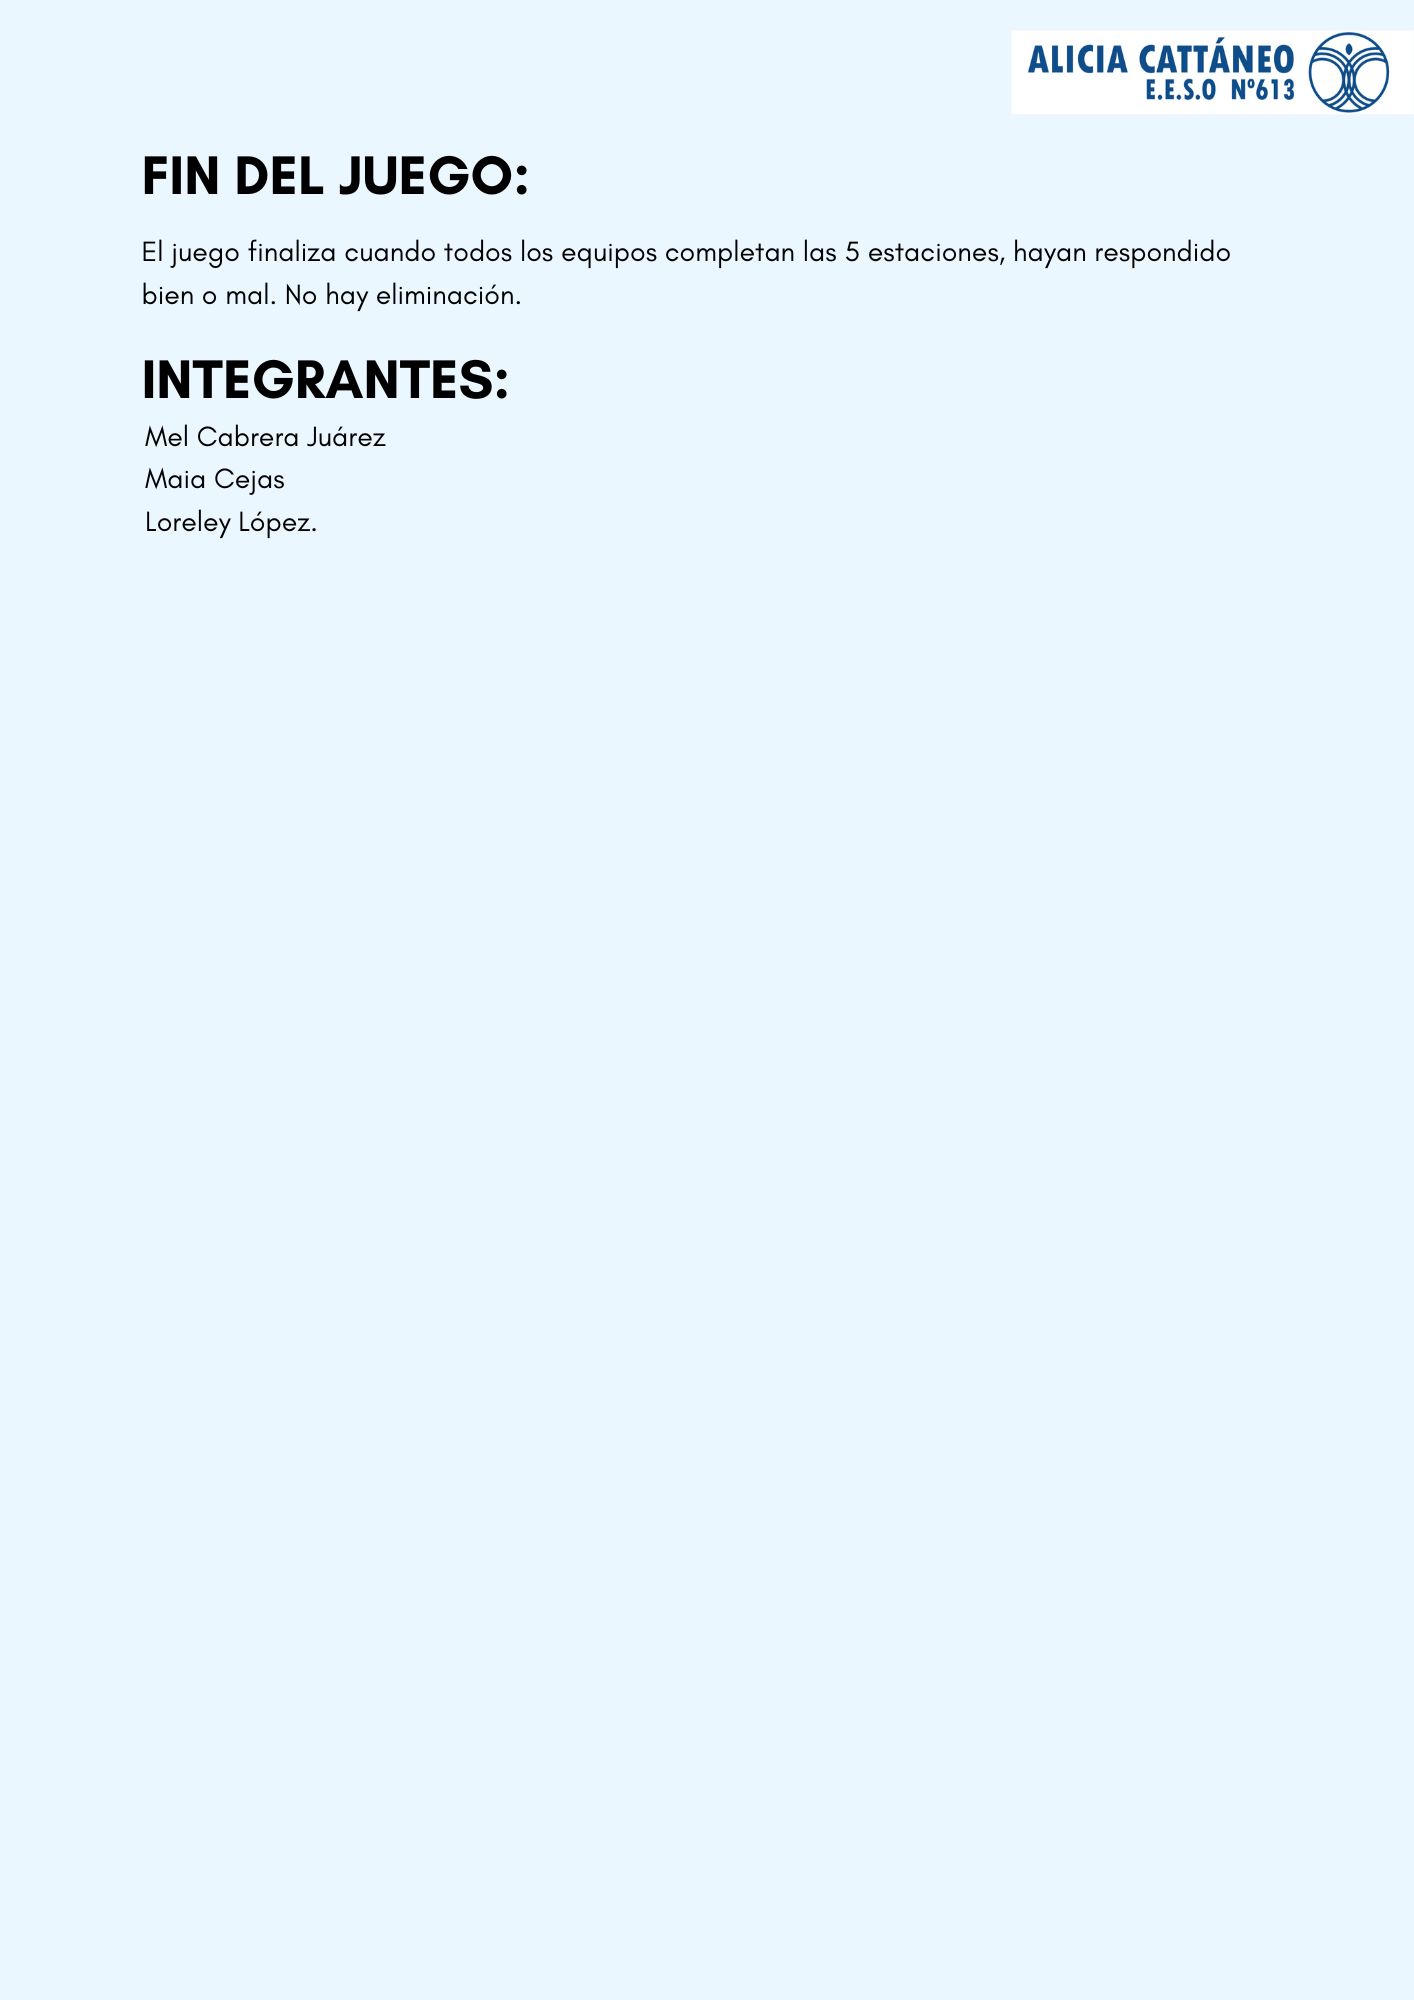 ALICIA CATTÁNEO
E.E.S.O Nº613
FIN DEL JUEGO:
El juego finaliza cuando todos los equipos completan las 5 estaciones, hayan respondido
bien o mal. No hay eliminación.
INTEGRANTES:
Mel Cabrera Juárez
Maia Cejas
Loreley López.